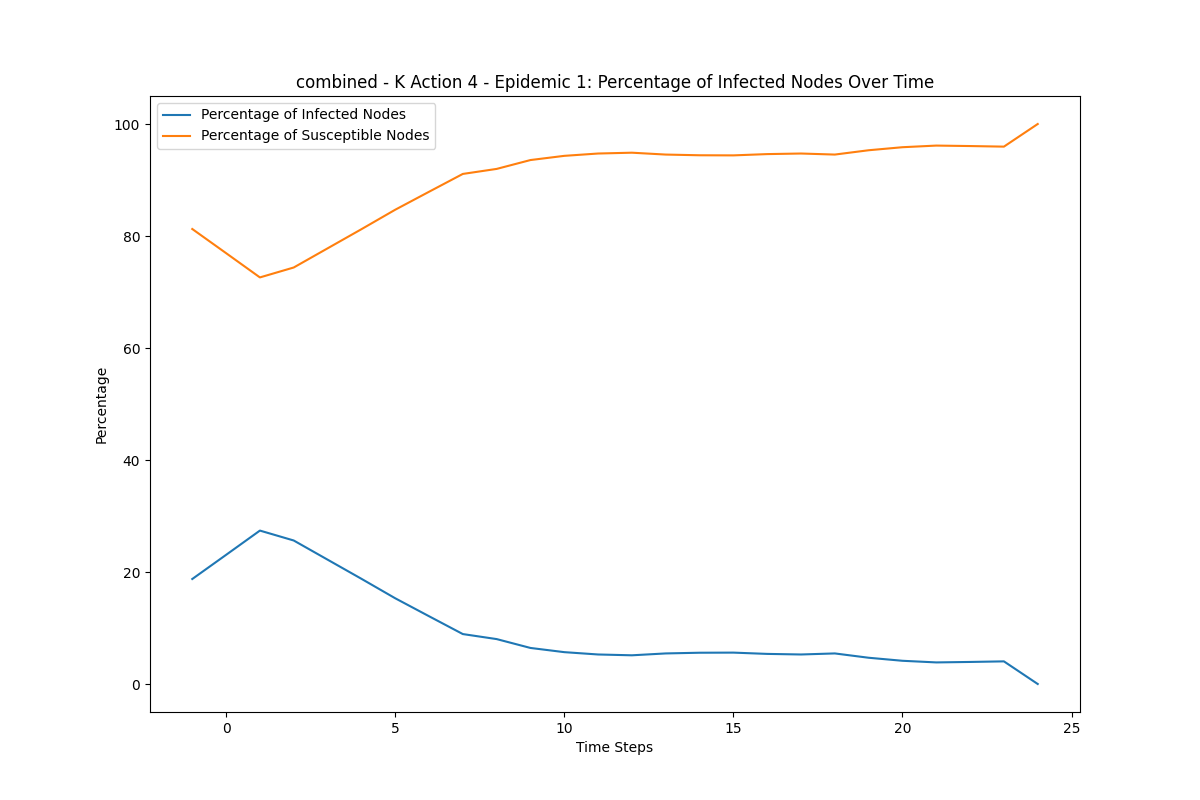 combined - K Action 4 - Epidemic 1: Percentage of Infected Nodes Over Time
Percentage of Infected Nodes
Percentage of Susceptible Nodes
100
80
60
40
20
0
Percentage
0 5 10 15 20 25
Time Steps